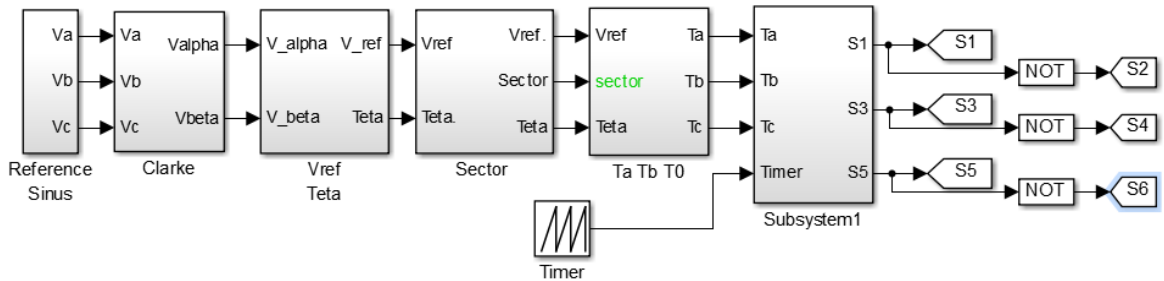 Va
Vb
Vc
Reference
Sinus
Va
Vb
Vc
Valpha
Vbeta
Clarke
V_alpha
V_beta
V_ref
Teta
Vref
Teta
Vref
Teta.
Vref.
Sector
Teta
Sector
Vref
sector
Teta
Ta
Tb
Tc
Ta Tb T0
Timer
Ta
Tb
Tc
Timer
S1
S3
S5
Subsystem1
S1
NOT
S2
S3
NOT
S4
S5
NOT
S6